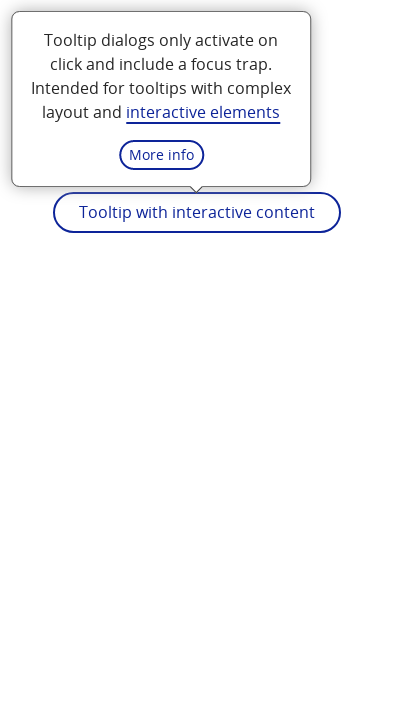 Tooltip dialogs only activate on
click and include a focus trap.
Intended for tooltips with complex
layout and interactive elements
More info
Tooltip with interactive content